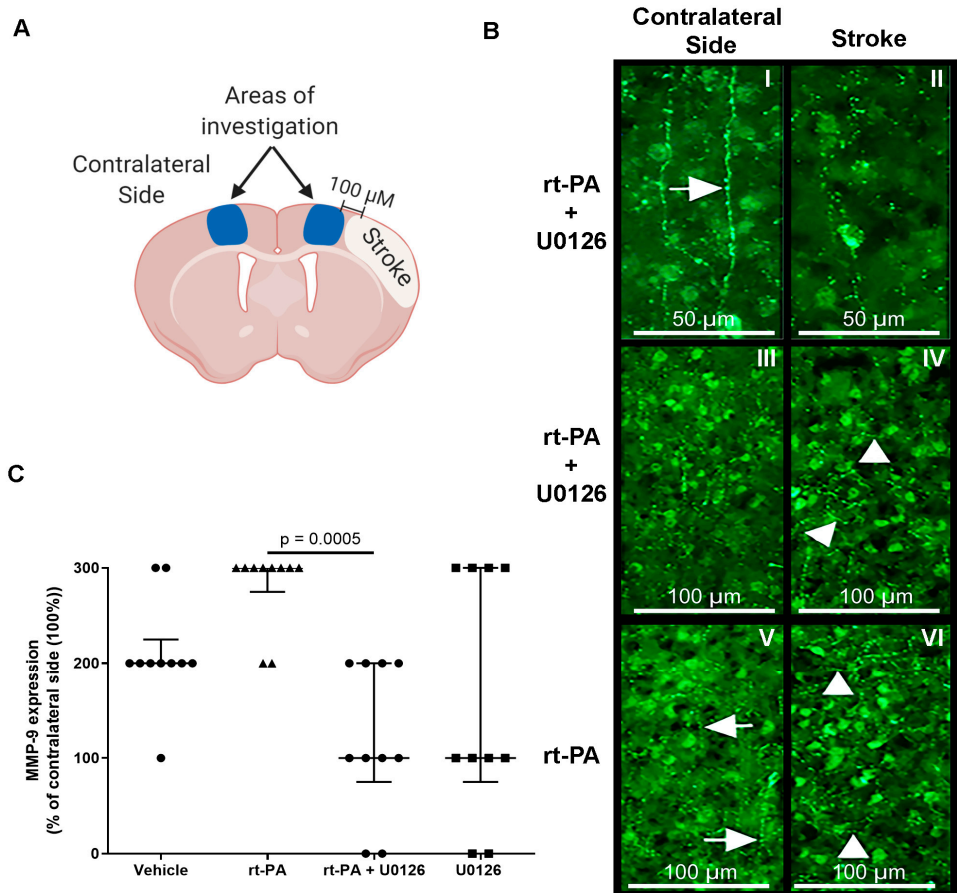 A
Areas of
investigation
Contralateral
Side
100 µM
Stroke
B
Contralateral
Side
Stroke
rt-PA
+
U0126
I
50 µm
II
50 µm
rt-PA
+
U0126
III
100 µm
IV
100 µm
rt-PA
V
100 µm
VI
100 µm
C
MMP-9 expression
(% of contralateral side (100%))
p = 0.0005
300
200
100
0
Vehicle
rt-PA
rt-PA + U0126
U0126